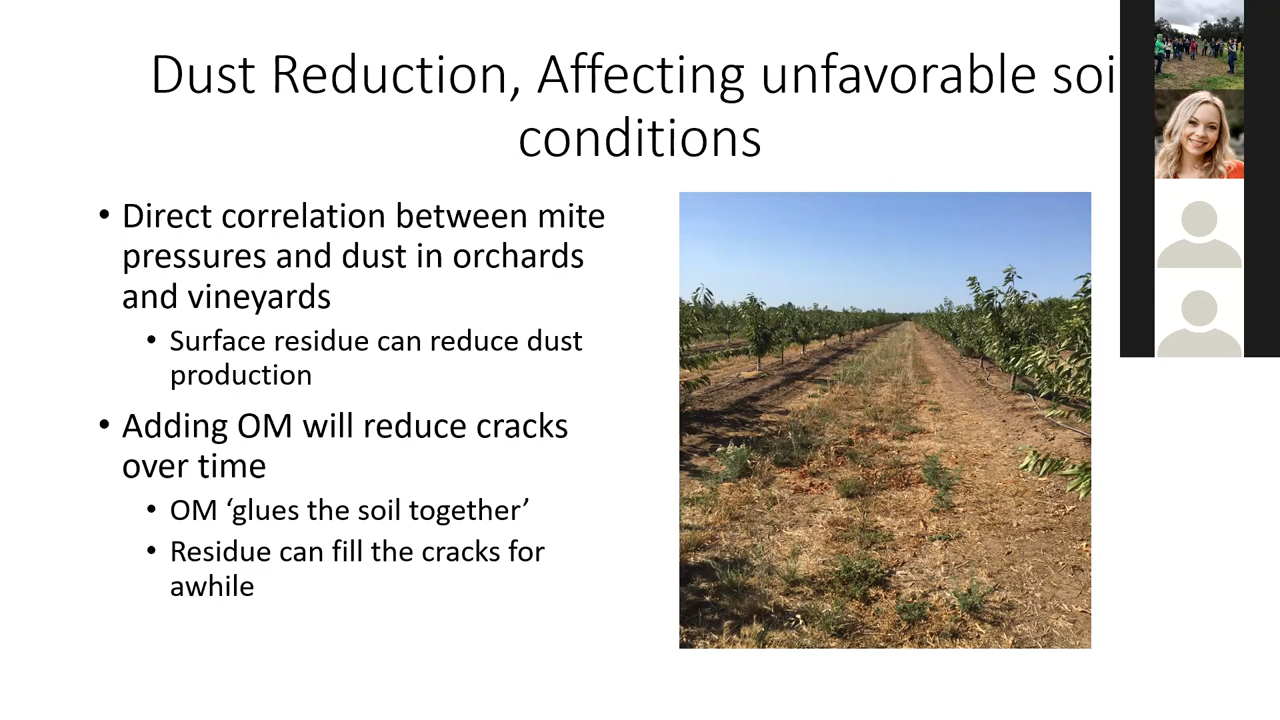 Dust Reduction, Affecting unfavorable soi
conditions
• Direct correlation between mite
pressures and dust in orchards
and vineyards
• Surface residue can reduce dust
production
• Adding OM will reduce cracks
over time
• OM ‘glues the soil together’
• Residue can fill the cracks for
awhile